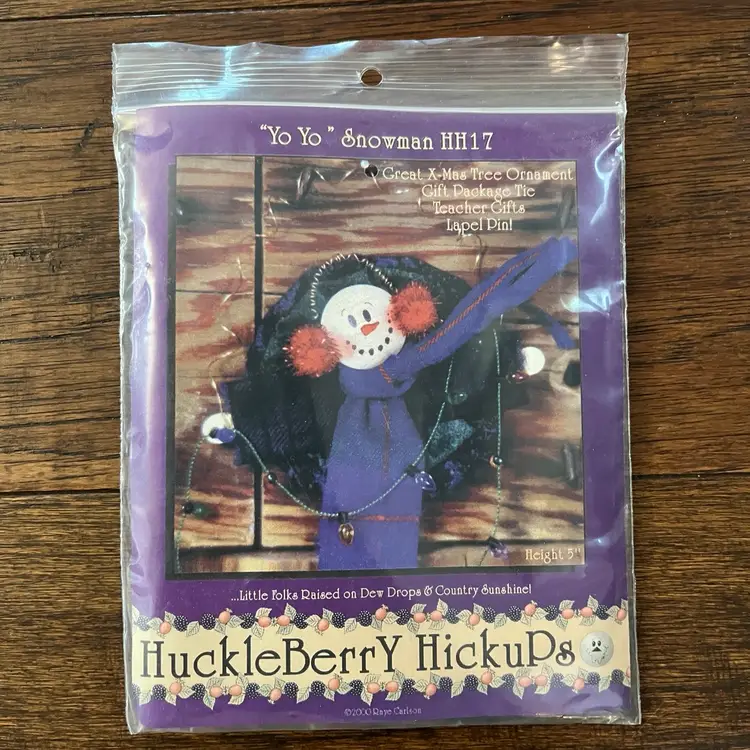 "Yo Yo" Snowman HH17
Great X-Mas Tree Ornament
Gift Package Tie
Teacher Gifts
Lapel Pin!
Height 5"
...Little Folks Raised on Dew Drops & Country Sunshine!
HuckleBerrY HickuPs
©2000 Raye Carlson